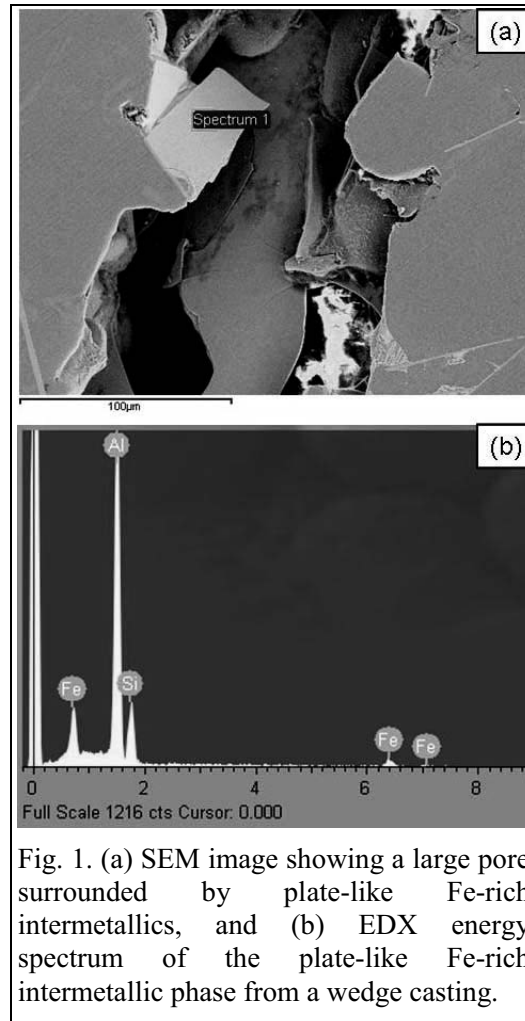 (a)
Spectrum 1
100µm
(b)
Al
Fe
Si
Fe
Fe
0 2 4 6 8
Full Scale 1216 cts Cursor: 0.000
Fig. 1. (a) SEM image showing a large pore
surrounded by plate-like Fe-rich
intermetallics, and (b) EDX energy
spectrum of the plate-like Fe-rich
intermetallic phase from a wedge casting.